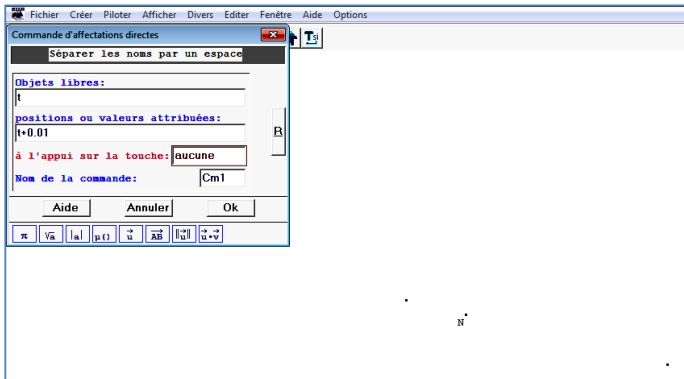 Fichier Créer Piloter Afficher Divers Editer Fenêtre Aide Options
Commande d'affectations directes
Séparer les noms par un espace
Objets libres:
t
positions ou valeurs attribuées:
t+0.01
R
à l'appui sur la touche: aucune
Nom de la commande: Cm1
Aide Annuler Ok
π √a |a| μ() u⃗ AB⃗ ||u⃗|| u⃗•v⃗
N